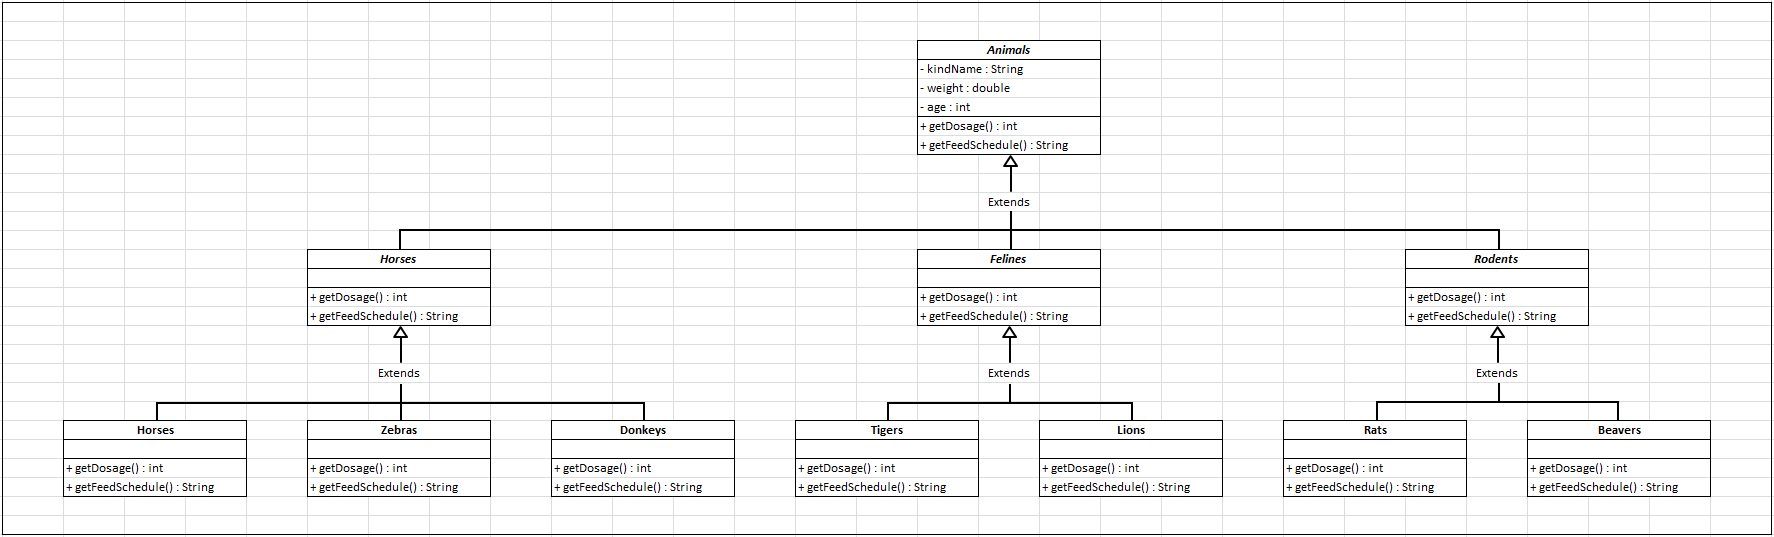 Animals
- kindName : String
- weight : double
- age : int
+ getDosage() : int
+ getFeedSchedule() : String
Extends
Horses
+ getDosage() : int
+ getFeedSchedule() : String
Felines
+ getDosage() : int
+ getFeedSchedule() : String
Rodents
+ getDosage() : int
+ getFeedSchedule() : String
Extends
Extends
Extends
Horses
+ getDosage() : int
+ getFeedSchedule() : String
Zebras
+ getDosage() : int
+ getFeedSchedule() : String
Donkeys
+ getDosage() : int
+ getFeedSchedule() : String
Tigers
+ getDosage() : int
+ getFeedSchedule() : String
Lions
+ getDosage() : int
+ getFeedSchedule() : String
Rats
+ getDosage() : int
+ getFeedSchedule() : String
Beavers
+ getDosage() : int
+ getFeedSchedule() : String